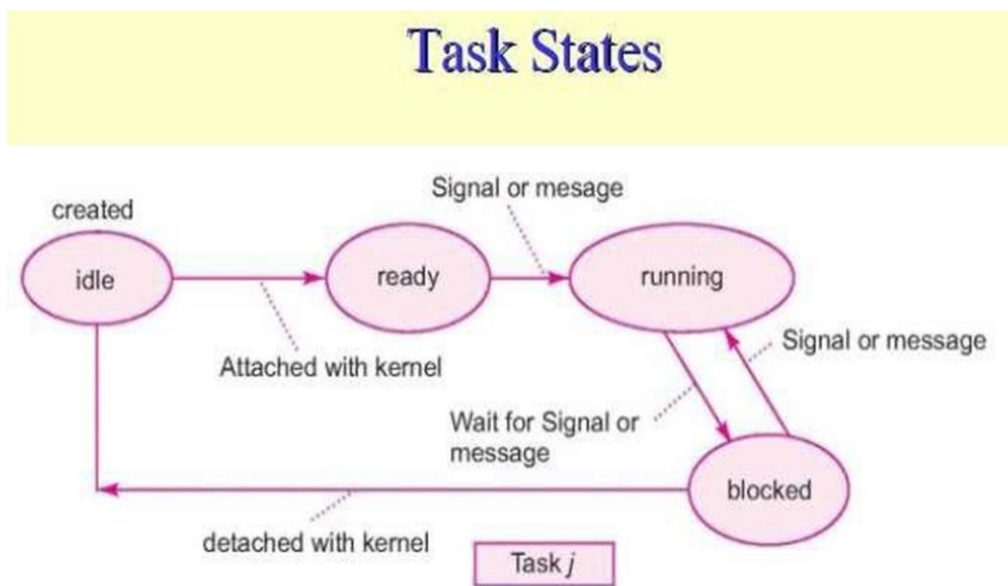 Task States
Signal or mesage
created
idle
ready
running
Attached with kernel
Signal or message
Wait for Signal or
message
blocked
detached with kernel
Task j